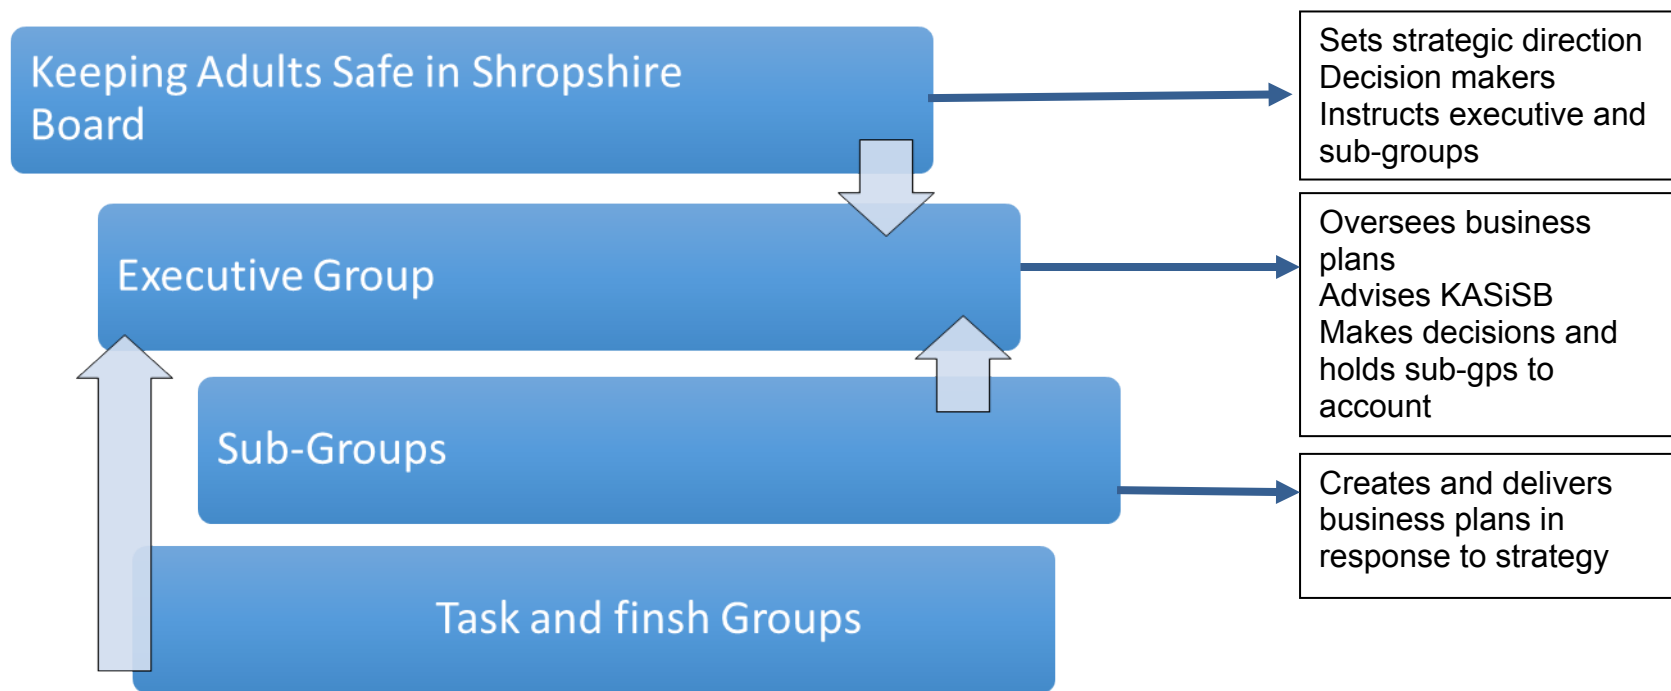 Keeping Adults Safe in Shropshire
Board
Sets strategic direction
Decision makers
Instructs executive and
sub-groups
Executive Group
Oversees business
plans
Advises KASiSB
Makes decisions and
holds sub-gps to
account
Sub-Groups
Creates and delivers
business plans in
response to strategy
Task and finsh Groups